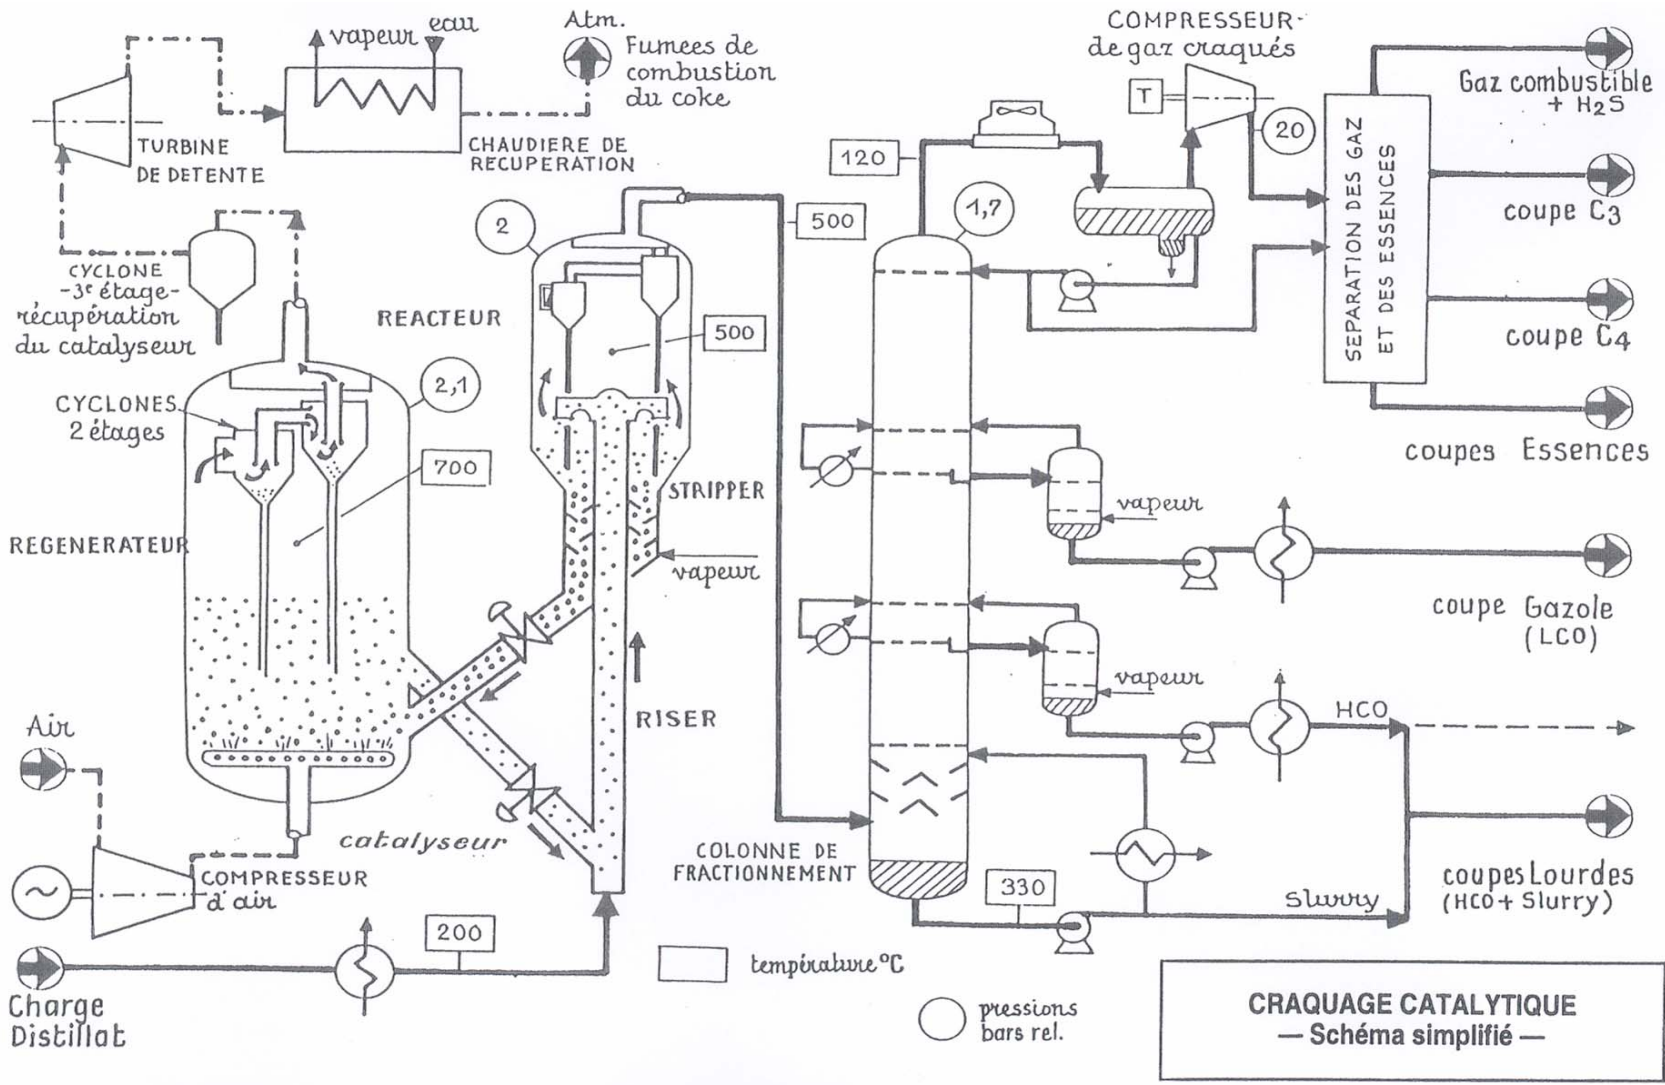 vapeur
eau
Atm.
Fumées de
combustion
du coke
TURBINE
DE DETENTE
CHAUDIERE DE
RECUPERATION
COMPRESSEUR
de gaz craqués
T
20
Gaz combustible
+ H2S
coupe C3
coupe C4
coupes Essences
SEPARATION DES GAZ
ET DES ESSENCES
120
1,7
500
2
CYCLONE
-3e étage-
récupération
du catalyseur
REACTEUR
500
2,1
CYCLONES
2 étages
700
STRIPPER
vapeur
REGENERATEUR
vapeur
coupe Gazole
(LCO)
vapeur
RISER
HCO
Air
catalyseur
COLONNE DE
FRACTIONNEMENT
COMPRESSEUR
d'air
330
Slurry
coupes Lourdes
(HCO + Slurry)
200
Charge
Distillat
température °C
pressions
bars rel.
CRAQUAGE CATALYTIQUE
— Schéma simplifié —